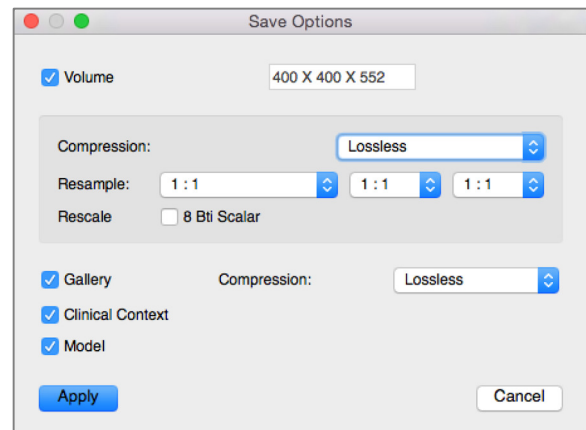 Save Options
Volume 400 X 400 X 552
Compression: Lossless
Resample: 1 : 1 1 : 1 1 : 1
Rescale 8 Bti Scalar
Gallery Compression: Lossless
Clinical Context
Model
Apply Cancel